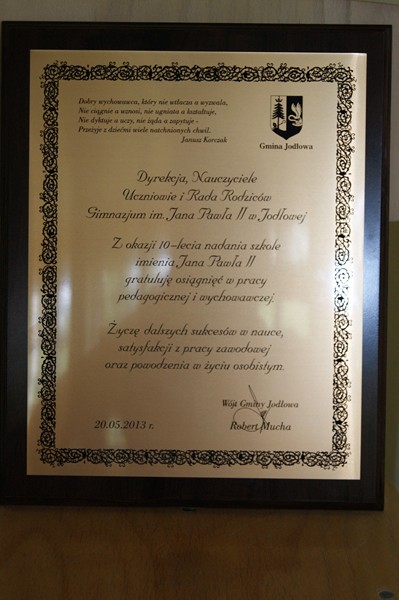 Dobry wychowawca, który nie wtłacza a wyzwala,
Nie ciągnie a wznosi, nie ugniata a kształtuje,
Nie dyktuje a uczy, nie żąda a zapytuje -
Przeżyje z dziećmi wiele natchnionych chwil.
Janusz Korczak
Gmina Jodłowa
Dyrekcja, Nauczyciele
Uczniowie i Rada Rodziców
Gimnazjum im. Jana Pawła II w Jodłowej
Z okazji 10-lecia nadania szkole
imienia Jana Pawła II
gratuluję osiągnięć w pracy
pedagogicznej i wychowawczej.
Życzę dalszych sukcesów w nauce,
satysfakcji z pracy zawodowej
oraz powodzenia w życiu osobistym.
Wójt Gminy Jodłowa
Robert Mucha
20.05.2013 r.